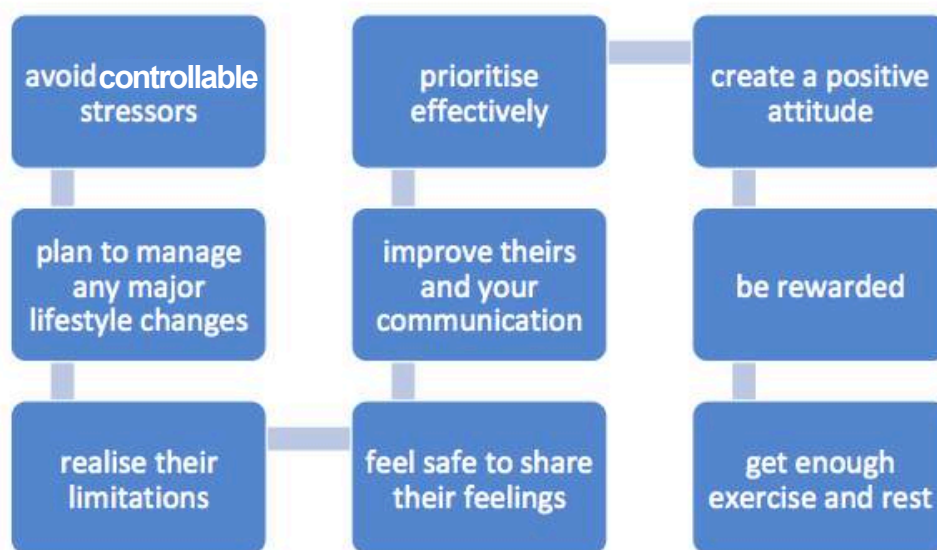 avoid controllable
stressors
plan to manage
any major
lifestyle changes
realise their
limitations
feel safe to share
their feelings
improve theirs
and your
communication
prioritise
effectively
create a positive
attitude
be rewarded
get enough
exercise and rest